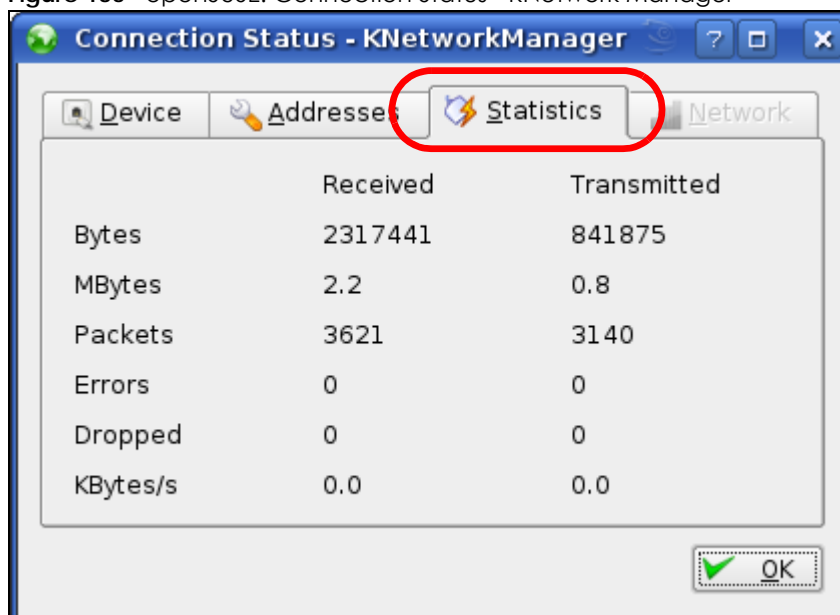 Connection Status - KNetworkManager
Device Addresses Statistics Network
Received Transmitted
Bytes 2317441 841875
MBytes 2.2 0.8
Packets 3621 3140
Errors 0 0
Dropped 0 0
KBytes/s 0.0 0.0
OK